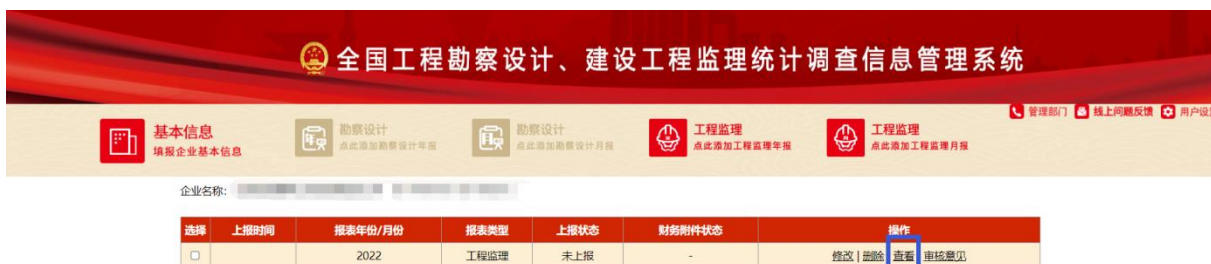 全国工程勘察设计、建设工程监理统计调查信息管理系统
管理部门 线上问题反馈 用户设
基本信息
填报企业基本信息
勘察设计
点此添加勘察设计年报
勘察设计
点此添加勘察设计月报
工程监理
点此添加工程监理年报
工程监理
点此添加工程监理月报
企业名称:
选择 上报时间 报表年份/月份 报表类型 上报状态 财务附件状态 操作
2022 工程监理 未上报 - 修改 | 删除 查看 审核意见